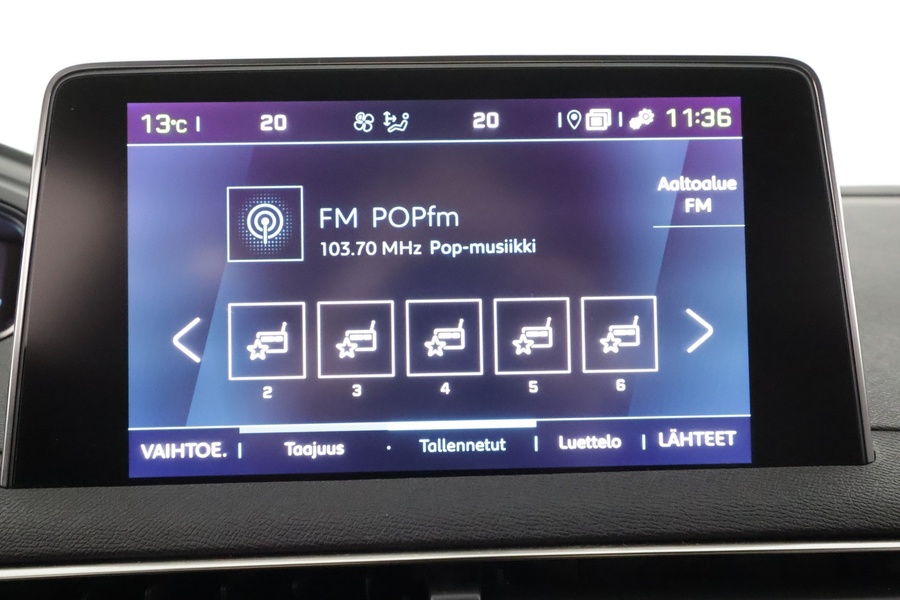 13°C | 20 20 | | 11:36
Aaltoalue
FM
FM POPfm
103.70 MHz Pop-musiikki
2 3 4 5 6
VAIHTOE. | Taajuus · Tallennetut | Luettelo | LÄHTEET